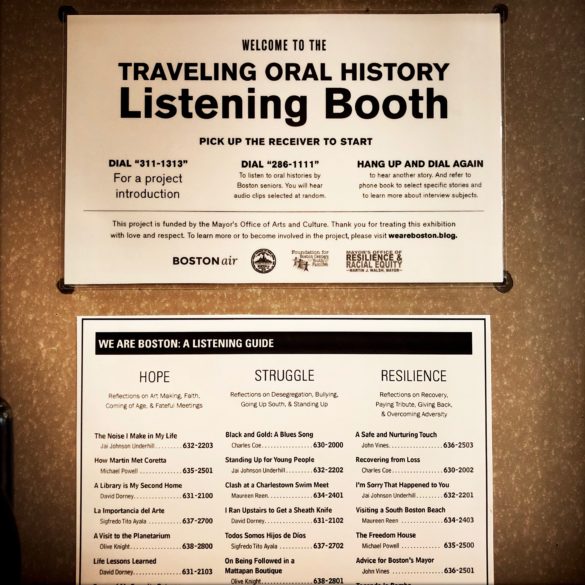 WELCOME TO THE
TRAVELING ORAL HISTORY
Listening Booth
PICK UP THE RECEIVER TO START
DIAL "311-1313"
For a project
introduction
DIAL "286-1111"
To listen to oral histories by
Boston seniors. You will hear
audio clips selected at random.
HANG UP AND DIAL AGAIN
to hear another story. And refer to
phone book to select specific stories and
to learn more about interview subjects.
This project is funded by the Mayor's Office of Arts and Culture. Thank you for treating this exhibition
with love and respect. To learn more or to become involved in the project, please visit weareboston.blog.
BOSTON air
Foundation for
Boston Centers
Youth &
Families
MAYOR'S OFFICE OF
RESILIENCE &
RACIAL EQUITY
MARTIN J. WALSH, MAYOR
WE ARE BOSTON: A LISTENING GUIDE
HOPE
Reflections on Art Making, Faith,
Coming of Age, & Fateful Meetings
The Noise I Make in My Life
Jai Johnson Underhill 632-2203
How Martin Met Coretta
Michael Powell 635-2501
A Library is My Second Home
David Dorney 631-2100
La Importancia del Arte
Sigfredo Tito Ayala 637-2700
A Visit to the Planetarium
Olive Knight 638-2800
Life Lessons Learned
David Dorney 631-2103
STRUGGLE
Reflections on Desegregation, Bullying,
Going Up South, & Standing Up
Black and Gold: A Blues Song
Charles Coe 630-2000
Standing Up for Young People
Jai Johnson Underhill 632-2202
Clash at a Charlestown Swim Meet
Maureen Reen 634-2401
I Ran Upstairs to Get a Sheath Knife
David Dorney 631-2102
Todos Somos Hijos de Dios
Sigfredo Tito Ayala 637-2702
On Being Followed in a
Mattapan Boutique
Olive Knight 638-2802
RESILIENCE
Reflections on Recovery,
Paying Tribute, Giving Back,
& Overcoming Adversity
A Safe and Nurturing Touch
John Vines 636-2503
Recovering from Loss
Charles Coe 630-2002
I'm Sorry That Happened to You
Jai Johnson Underhill 632-2201
Visiting a South Boston Beach
Maureen Reen 634-2403
The Freedom House
Michael Powell 635-2500
Advice for Boston's Mayor
John Vines 636-2501